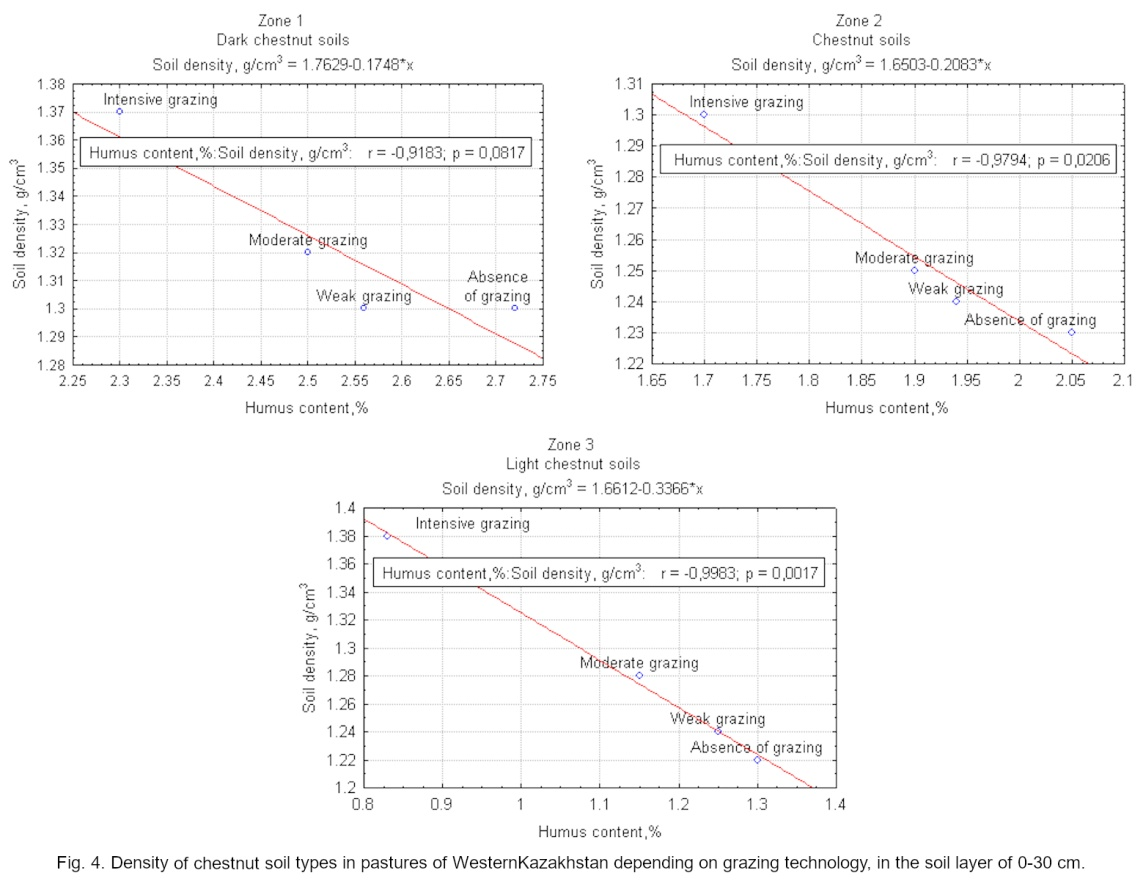 Zone 1
Dark chestnut soils
Soil density, g/cm³ = 1.7629-0.1748*x
1.38
1.37
1.36
1.35
1.34
1.33
1.32
1.31
1.3
1.29
1.28
Soil density, g/cm³
Intensive grazing
Humus content,%:Soil density, g/cm³: r = -0,9183; p = 0,0817
Moderate grazing
Weak grazing
Absence
of grazing
2.25 2.3 2.35 2.4 2.45 2.5 2.55 2.6 2.65 2.7 2.75
Humus content,%
Zone 2
Chestnut soils
Soil density, g/cm³ = 1.6503-0.2083*x
1.31
1.3
1.29
1.28
1.27
1.26
1.25
1.24
1.23
1.22
Soil density, g/cm³
Intensive grazing
Humus content,%:Soil density, g/cm³: r = -0,9794; p = 0,0206
Moderate grazing
Weak grazing
Absence of grazing
1.65 1.7 1.75 1.8 1.85 1.9 1.95 2 2.05 2.1
Humus content,%
Zone 3
Light chestnut soils
Soil density, g/cm³ = 1.6612-0.3366*x
1.4
1.38
1.36
1.34
1.32
1.3
1.28
1.26
1.24
1.22
1.2
Soil density, g/cm³
Intensive grazing
Humus content,%:Soil density, g/cm³: r = -0,9983; p = 0,0017
Moderate grazing
Weak grazing
Absence of grazing
0.8 0.9 1 1.1 1.2 1.3 1.4
Humus content,%
Fig. 4. Density of chestnut soil types in pastures of WesternKazakhstan depending on grazing technology, in the soil layer of 0-30 cm.